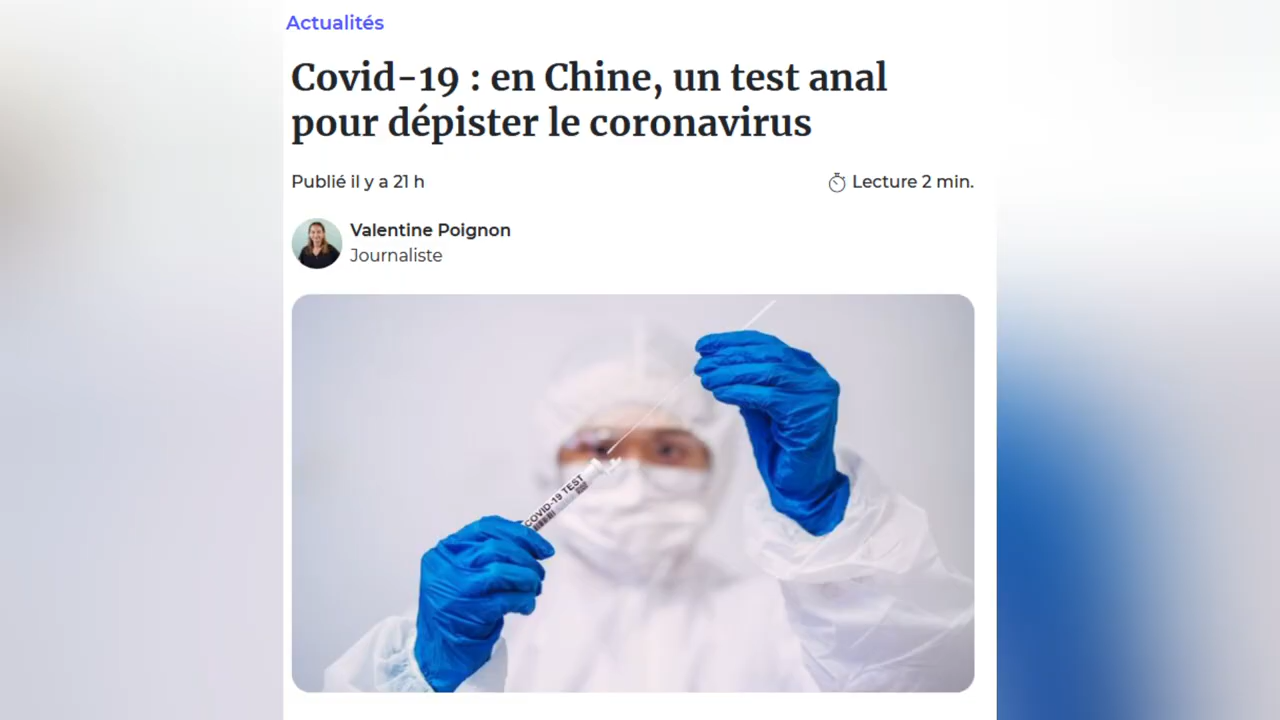 Actualités
Covid-19 : en Chine, un test anal
pour dépister le coronavirus
Publié il y a 21 h
Lecture 2 min.
Valentine Poignon
Journaliste
COVID-19 TEST